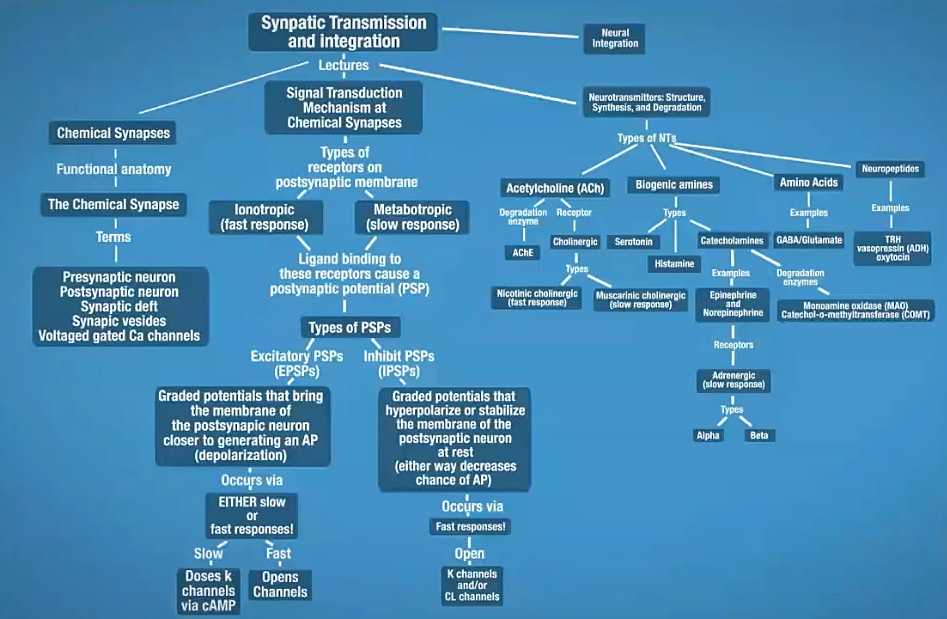 Synpatic Transmission
and integration
Neural
Integration
Lectures
Chemical Synapses
Functional anatomy
The Chemical Synapse
Terms
Presynaptic neuron
Postsynaptic neuron
Synaptic deft
Synapic vesides
Voltaged gated Ca channels
Signal Transduction
Mechanism at
Chemical Synapses
Types of
receptors on
postsynaptic membrane
Ionotropic
(fast response)
Metabotropic
(slow response)
Ligand binding to
these receptors cause a
postynaptic potential (PSP)
Types of PSPs
Excitatory PSPs
(EPSPs)
Inhibit PSPs
(IPSPs)
Graded potentials that bring
the membrane of
the postsynapic neuron
closer to generating an AP
(depolarization)
Occurs via
EITHER slow
or
fast responses!
Slow
Fast
Doses k
channels
via cAMP
Opens
Channels
Graded potentials that
hyperpolarize or stabilize
the membrane of the
postsynaptic neuron
at rest
(either way decreases
chance of AP)
Occurs via
Fast responses!
Open
K channels
and/or
CL channels
Neurotransmitters: Structure,
Synthesis, and Degradation
Types of NTs
Acetylcholine (ACh)
Degradation
enzyme
Receptor
AChE
Cholinergic
Types
Nicotinic cholinergic
(fast response)
Muscarinic cholinergic
(slow response)
Biogenic amines
Types
Serotonin
Histamine
Catecholamines
Examples
Degradation
enzymes
Epinephrine
and
Norepinephrine
Monoamine oxidase (MAO)
Catechol-o-methyltransferase (COMT)
Receptors
Adrenergic
(slow response)
Types
Alpha
Beta
Amino Acids
Examples
GABA/Glutamate
Neuropeptides
Examples
TRH
vasopressin (ADH)
oxytocin